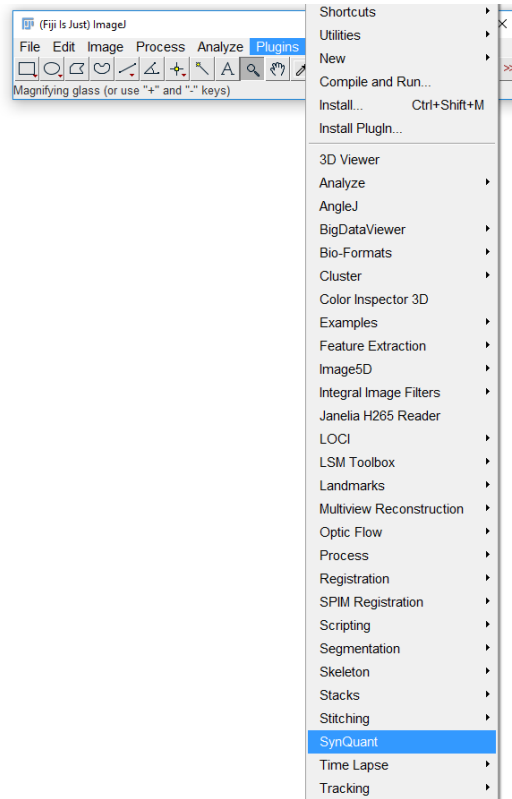 (Fiji Is Just) ImageJ
File Edit Image Process Analyze Plugins
A
>>
Magnifying glass (or use "+" and "-" keys)
Shortcuts
Utilities
New
Compile and Run...
Install... Ctrl+Shift+M
Install PlugIn...
3D Viewer
Analyze
AngleJ
BigDataViewer
Bio-Formats
Cluster
Color Inspector 3D
Examples
Feature Extraction
Image5D
Integral Image Filters
Janelia H265 Reader
LOCI
LSM Toolbox
Landmarks
Multiview Reconstruction
Optic Flow
Process
Registration
SPIM Registration
Scripting
Segmentation
Skeleton
Stacks
Stitching
SynQuant
Time Lapse
Tracking